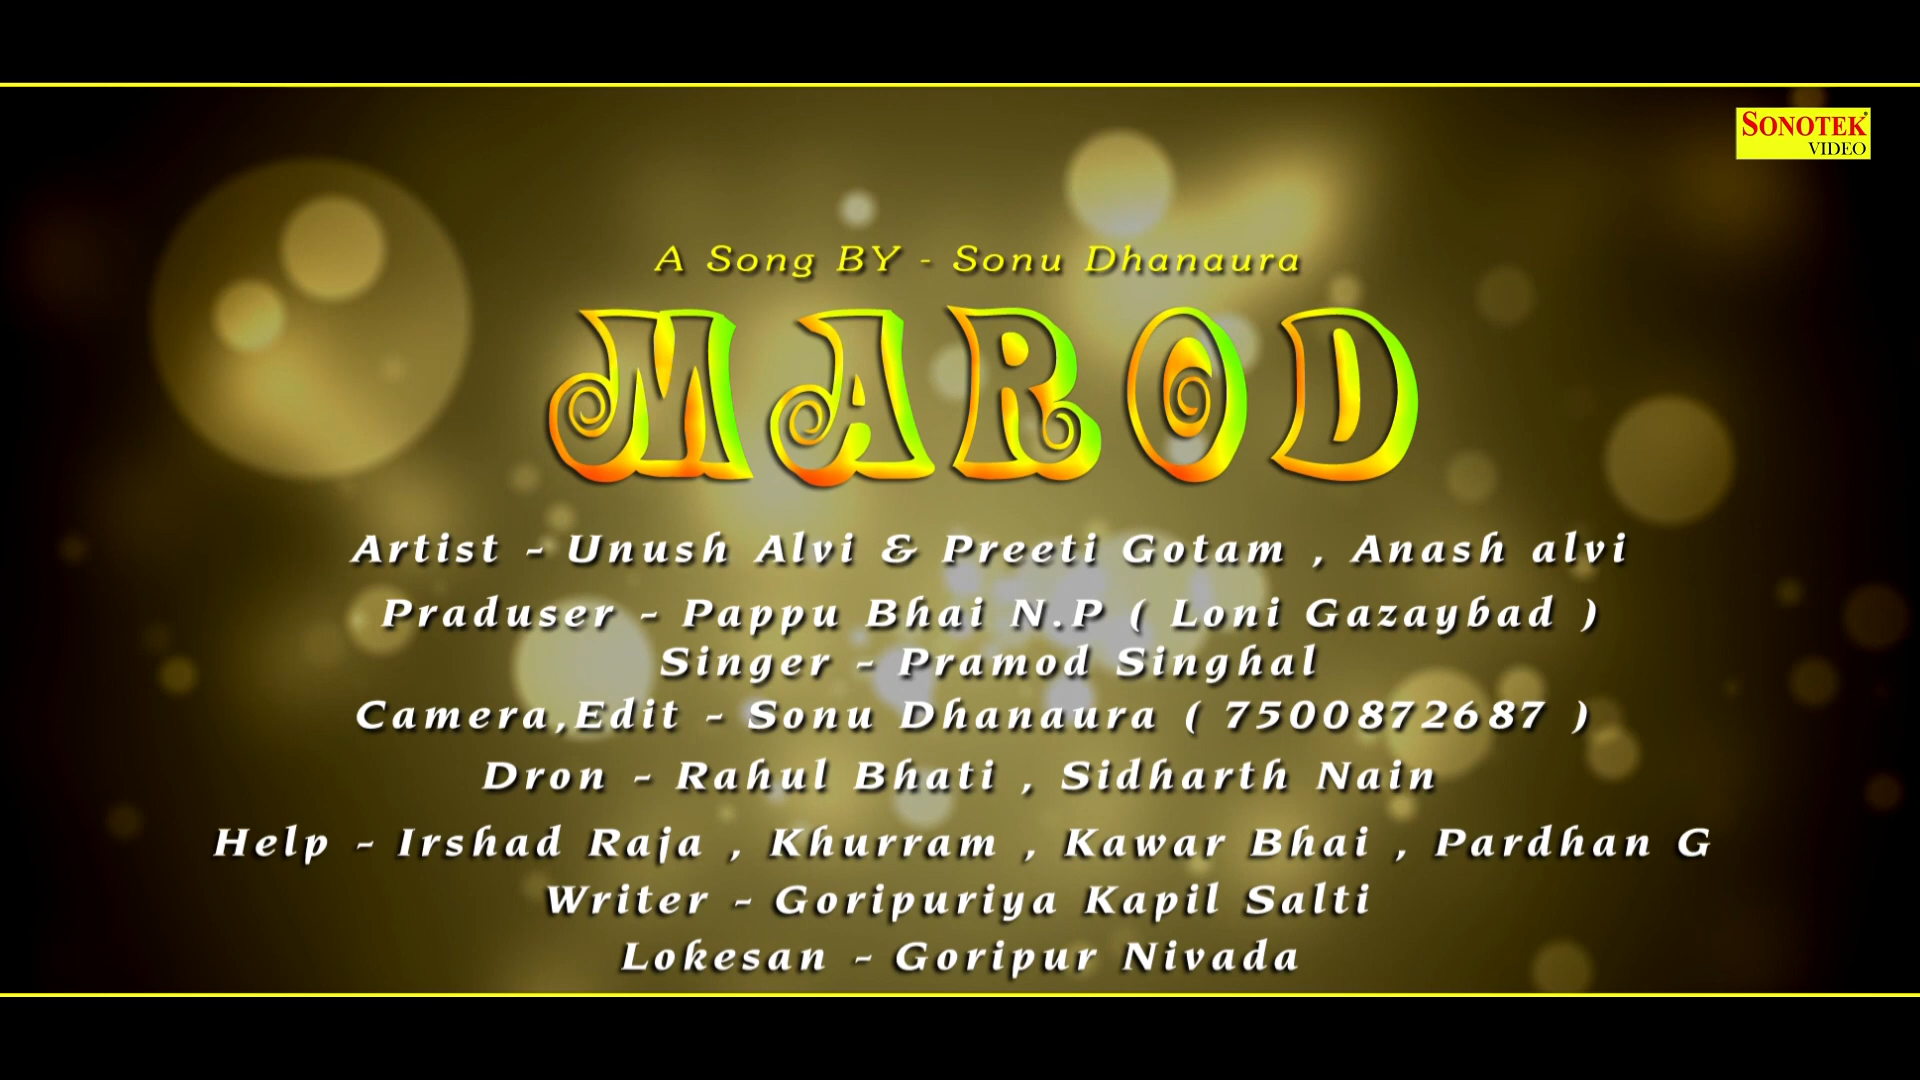 SONOTEK
VIDEO
A Song BY - Sonu Dhanaura
MAROD
Artist - Unush Alvi & Preeti Gotam , Anash alvi
Praduser - Pappu Bhai N.P ( Loni Gazaybad )
Singer - Pramod Singhal
Camera,Edit - Sonu Dhanaura ( 7500872687 )
Dron - Rahul Bhati , Sidharth Nain
Help - Irshad Raja , Khurram , Kawar Bhai , Pardhan G
Writer - Goripuriya Kapil Salti
Lokesan - Goripur Nivada